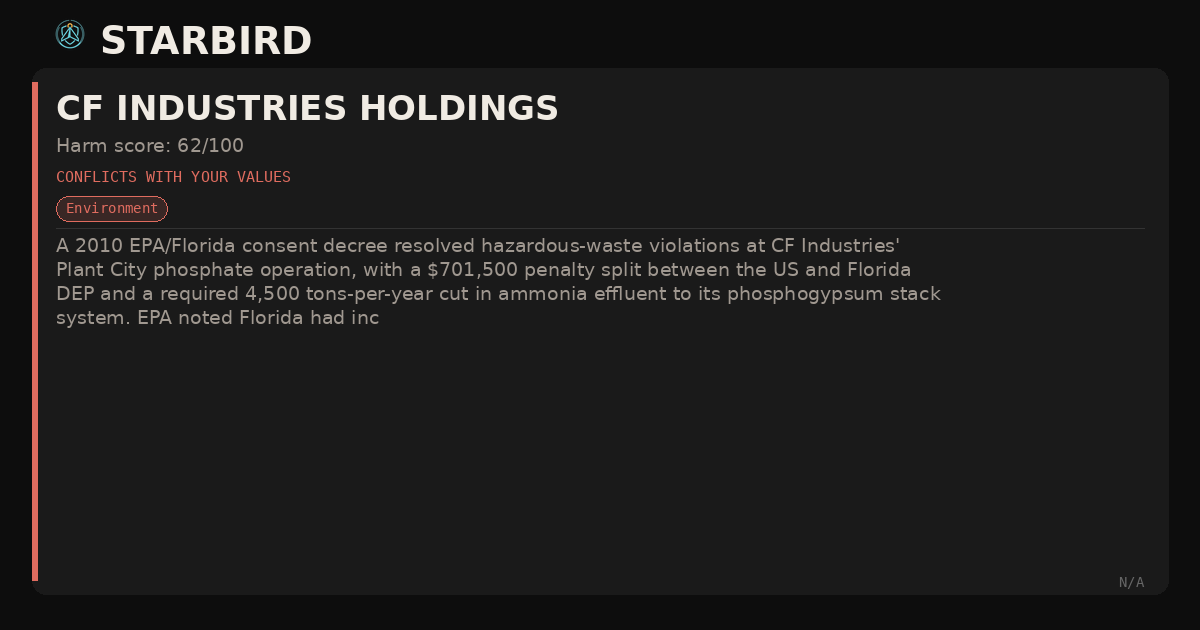 STARBIRD
CF INDUSTRIES HOLDINGS
Harm score: 62/100
CONFLICTS WITH YOUR VALUES
Environment
A 2010 EPA/Florida consent decree resolved hazardous-waste violations at CF Industries'
Plant City phosphate operation, with a $701,500 penalty split between the US and Florida
DEP and a required 4,500 tons-per-year cut in ammonia effluent to its phosphogypsum stack
system. EPA noted Florida had inc
N/A